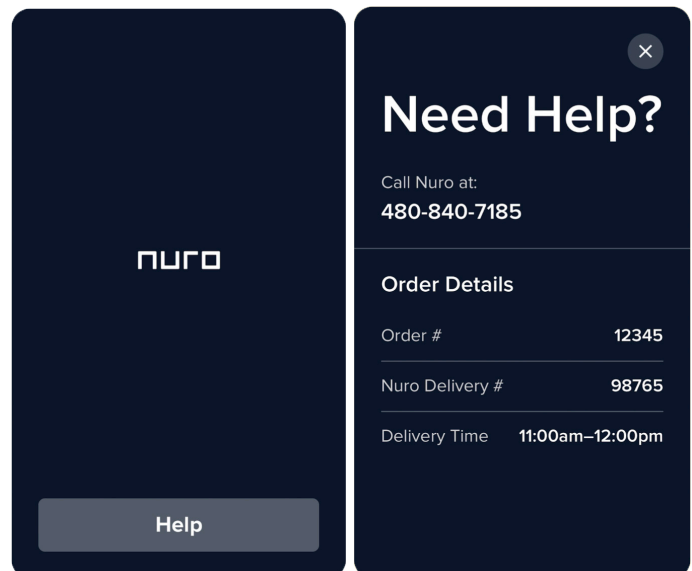 nuro
Help
Need Help?
Call Nuro at:
480-840-7185
Order Details
Order # 12345
Nuro Delivery # 98765
Delivery Time 11:00am–12:00pm